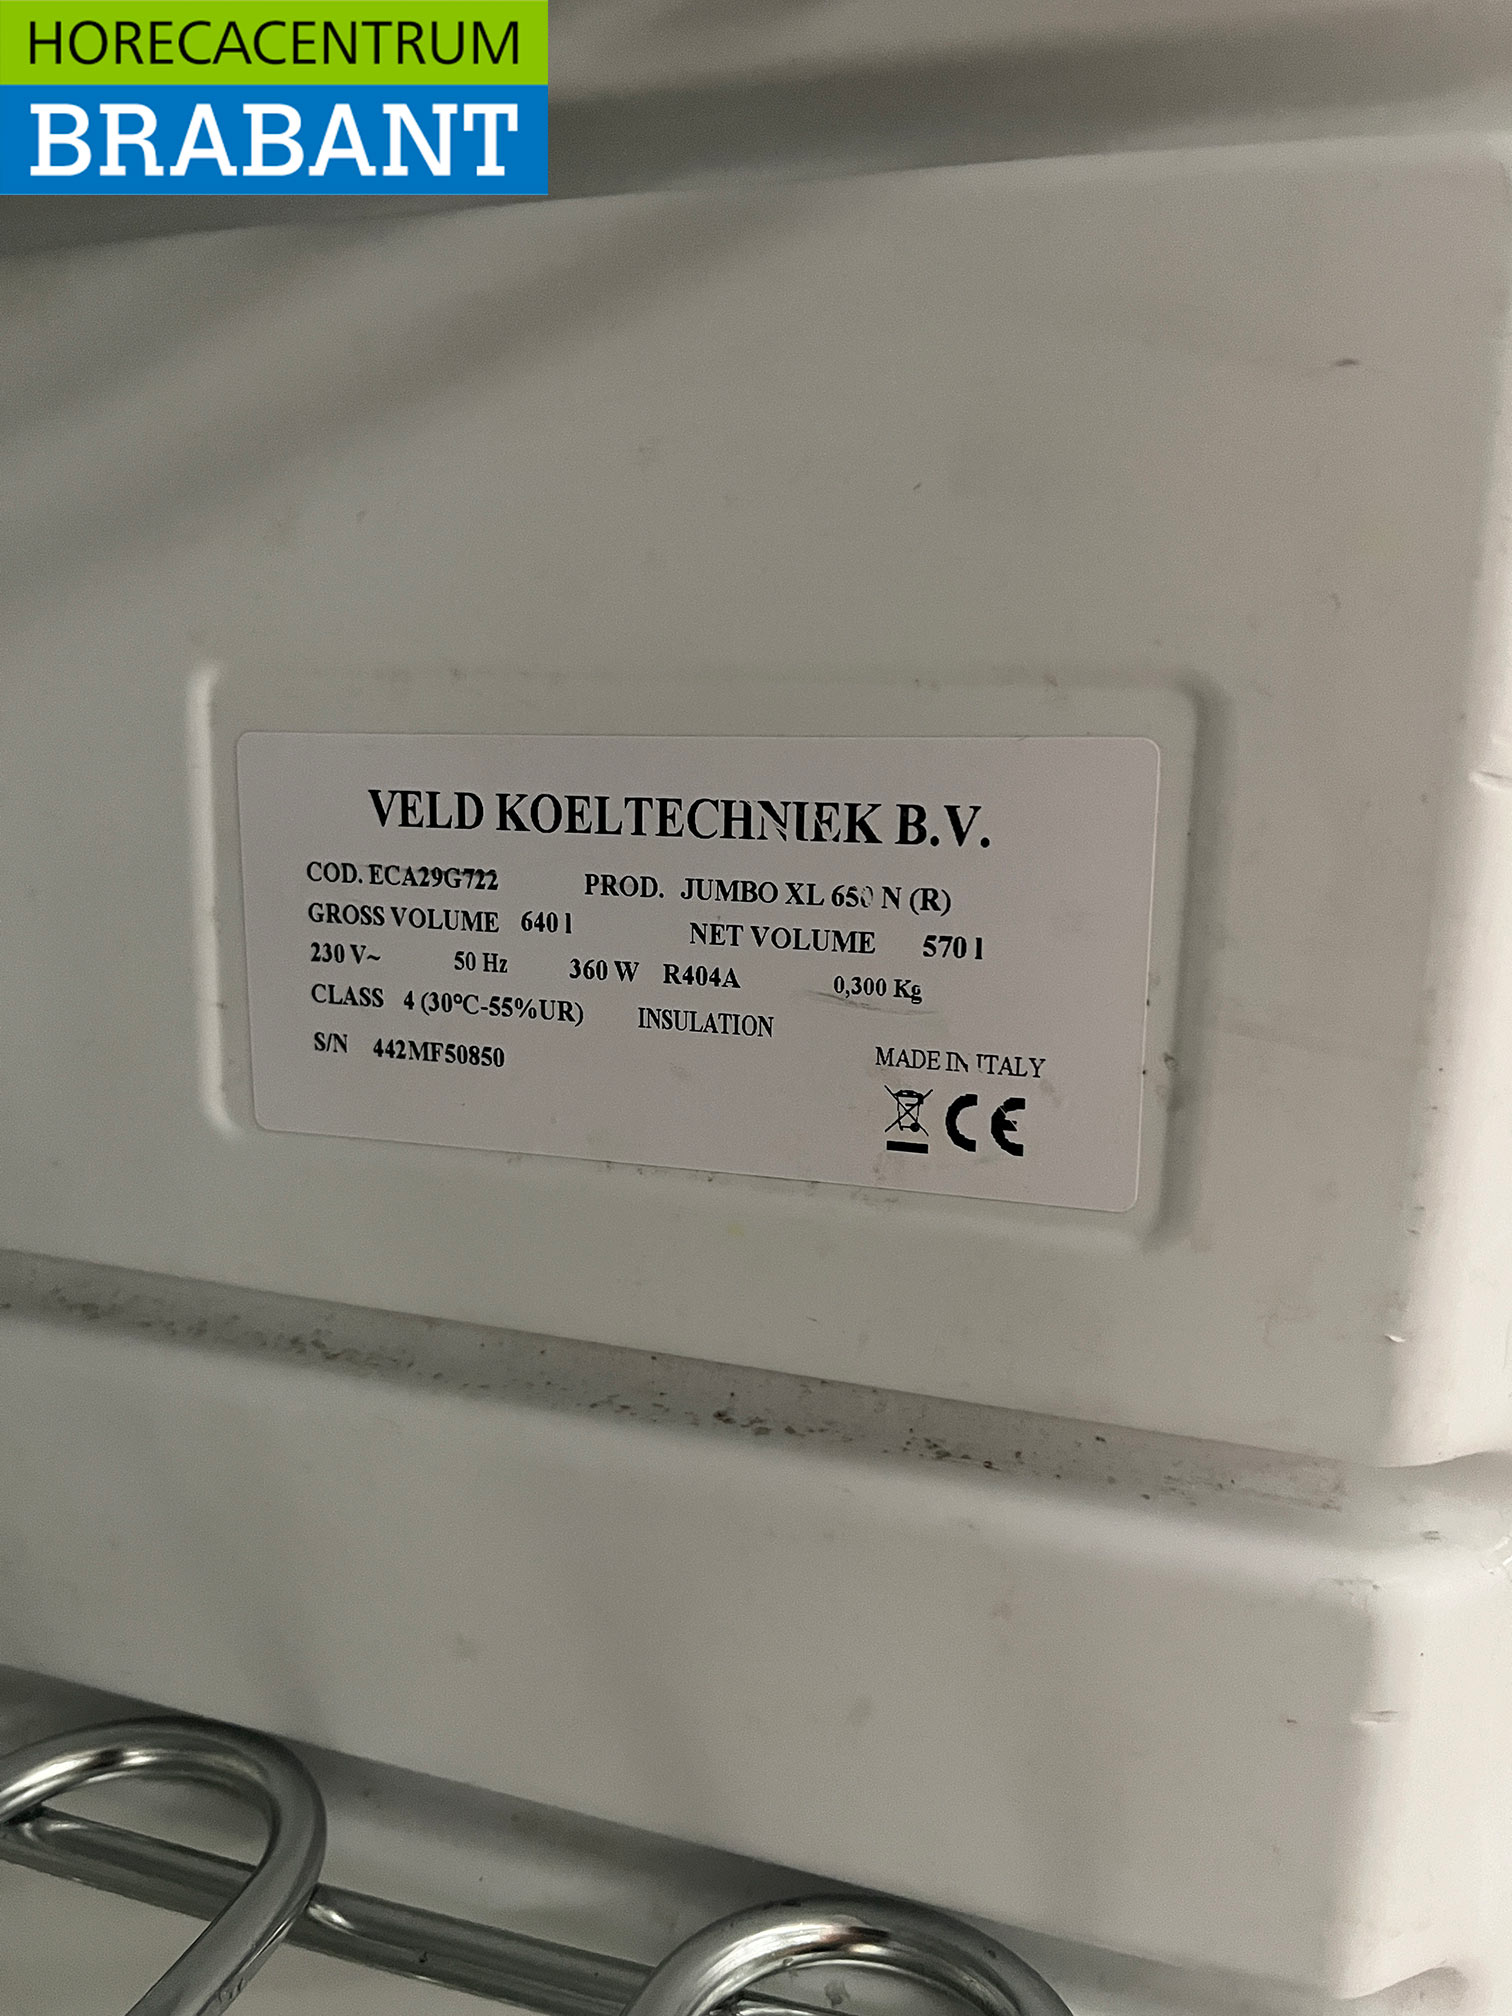 HORECACENTRUM
BRABANT
VELD KOELTECHNIEK B.V.
COD. ECA29G722 PROD. JUMBO XL 650 N (R)
GROSS VOLUME 640 l NET VOLUME 570 l
230 V~ 50 Hz 360 W R404A 0,300 Kg
CLASS 4 (30°C-55%UR) INSULATION
S/N 442MF50850
MADE IN ITALY
CE